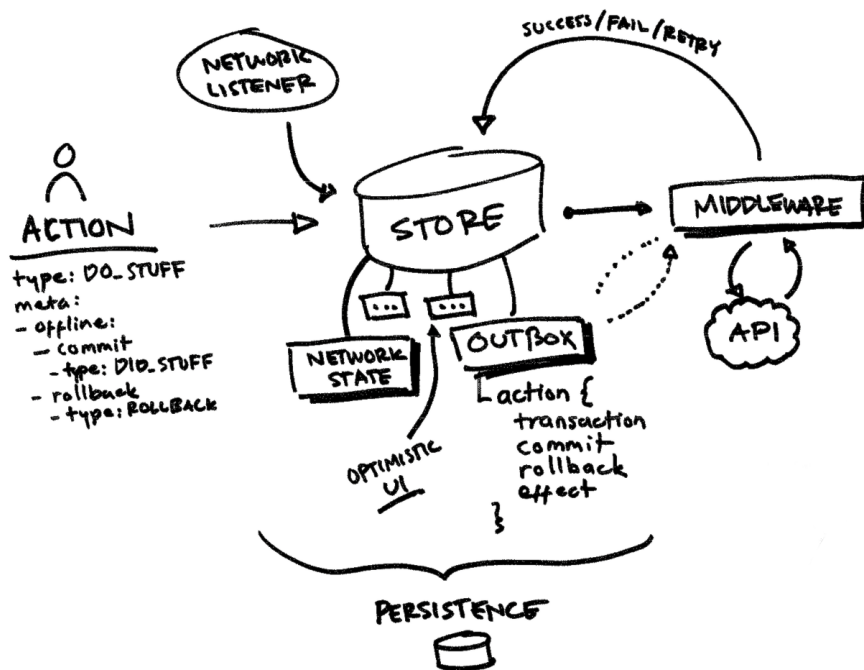 SUCCESS/FAIL/RETRY
NETWORK
LISTENER
ACTION
type: DO_STUFF
meta:
- offline:
- commit
- type: DID_STUFF
- rollback
- type: ROLLBACK
STORE
MIDDLEWARE
API
...
...
NETWORK
STATE
OUTBOX
action {
transaction
commit
rollback
effect
}
OPTIMISTIC
UI
PERSISTENCE